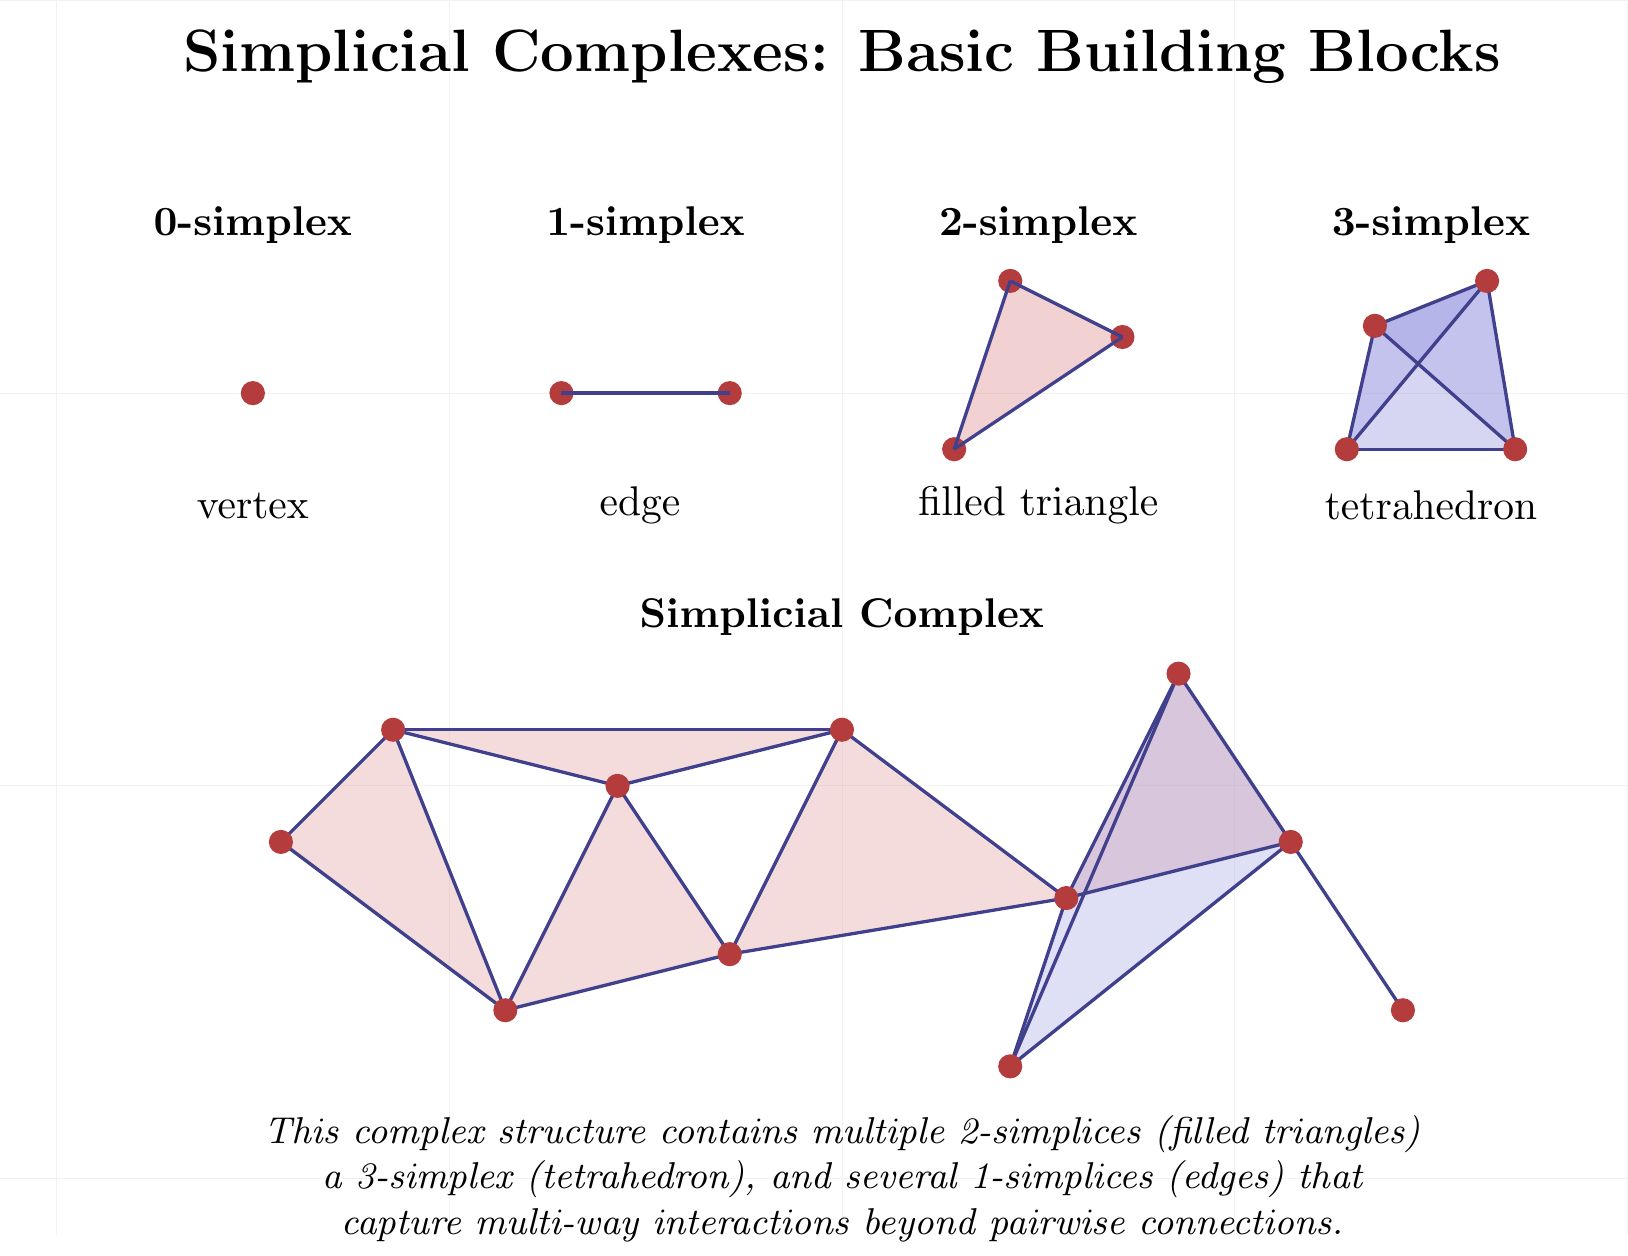 Simplicial Complexes: Basic Building Blocks
0-simplex
1-simplex
2-simplex
3-simplex
vertex
edge
filled triangle
tetrahedron
Simplicial Complex
This complex structure contains multiple 2-simplices (filled triangles)
a 3-simplex (tetrahedron), and several 1-simplices (edges) that
capture multi-way interactions beyond pairwise connections.